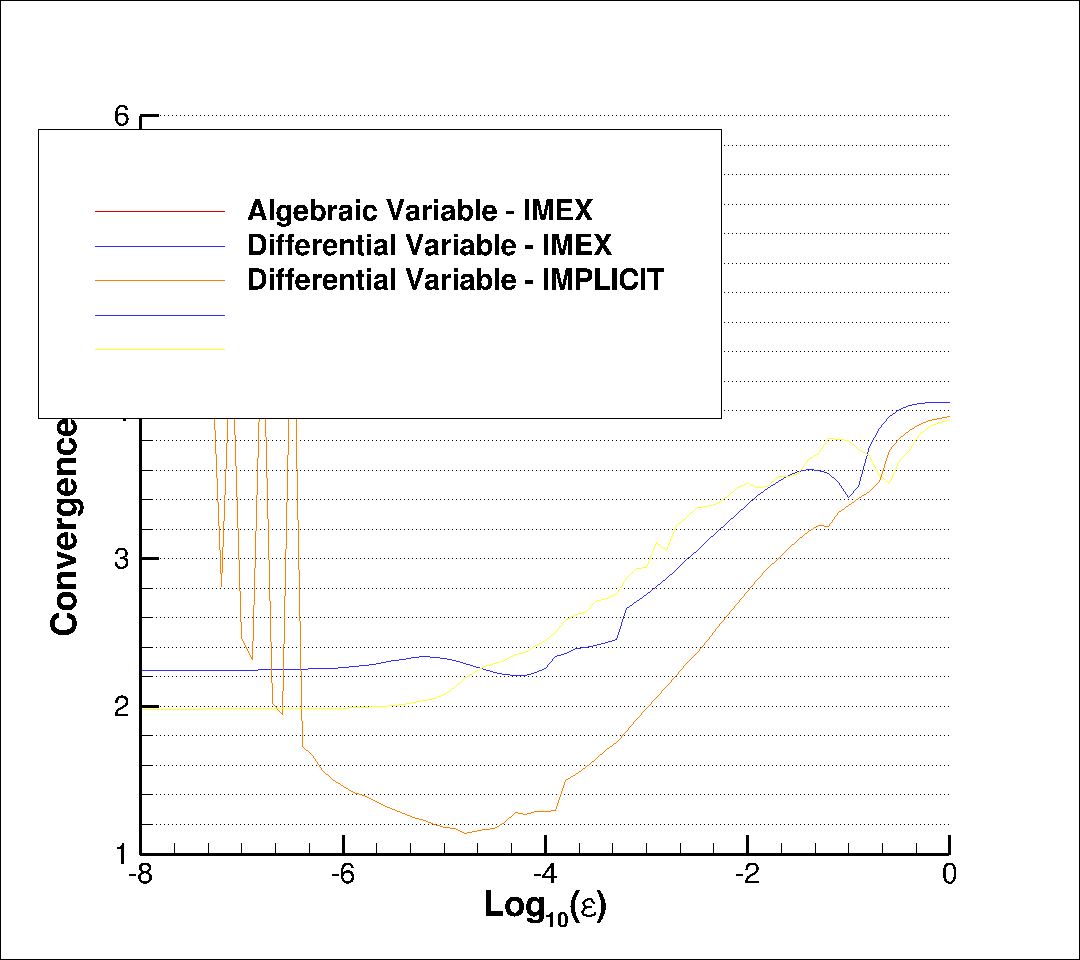 6
Algebraic Variable - IMEX
Differential Variable - IMEX
Differential Variable - IMPLICIT
Convergence
3
2
1
-8 -6 -4 -2 0
Log10(ε)